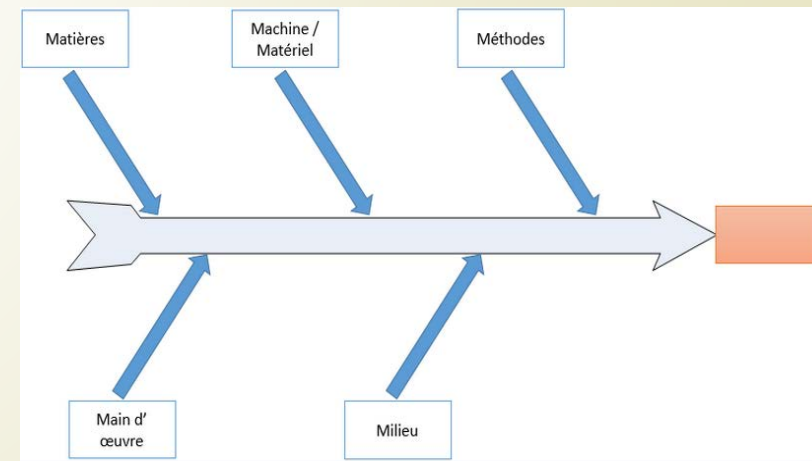 Matières
Machine /
Matériel
Méthodes
Main d’
œuvre
Milieu